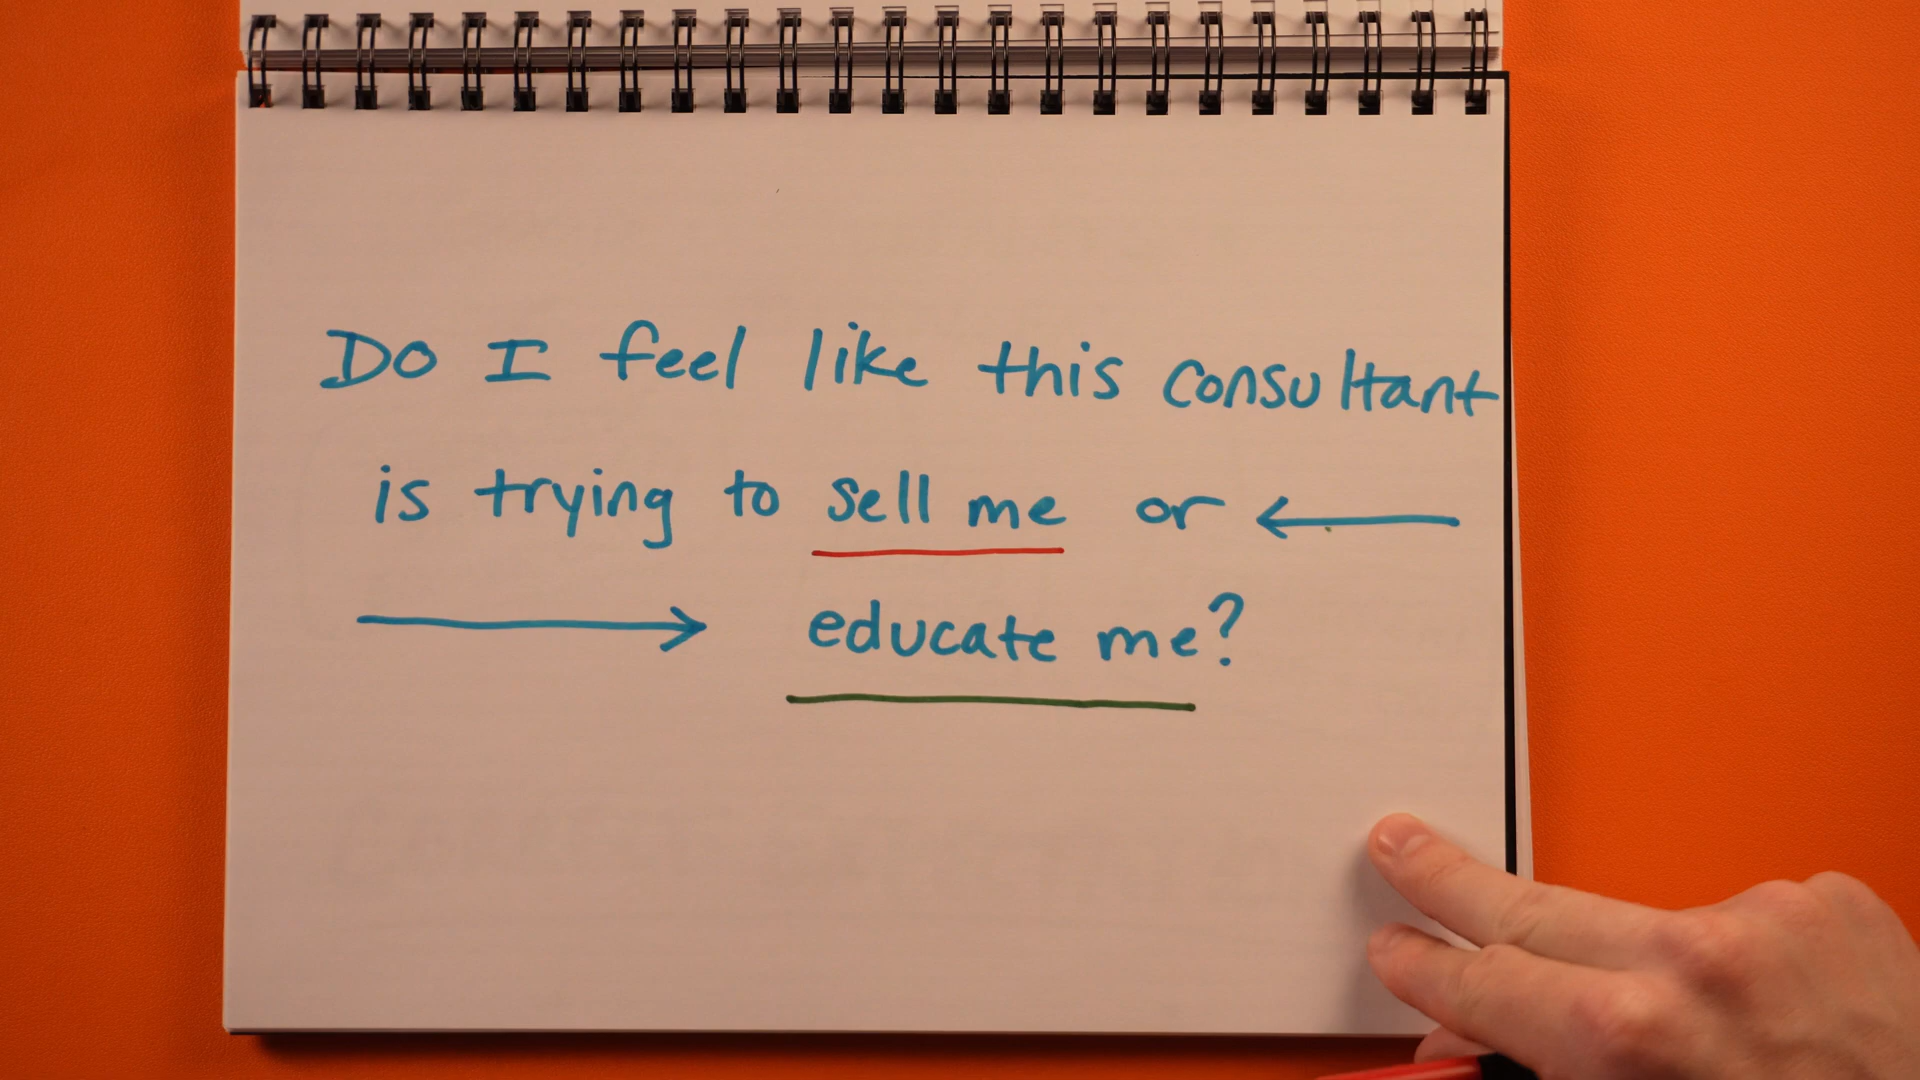 Do I feel like this consultant
is trying to sell me or
educate me?